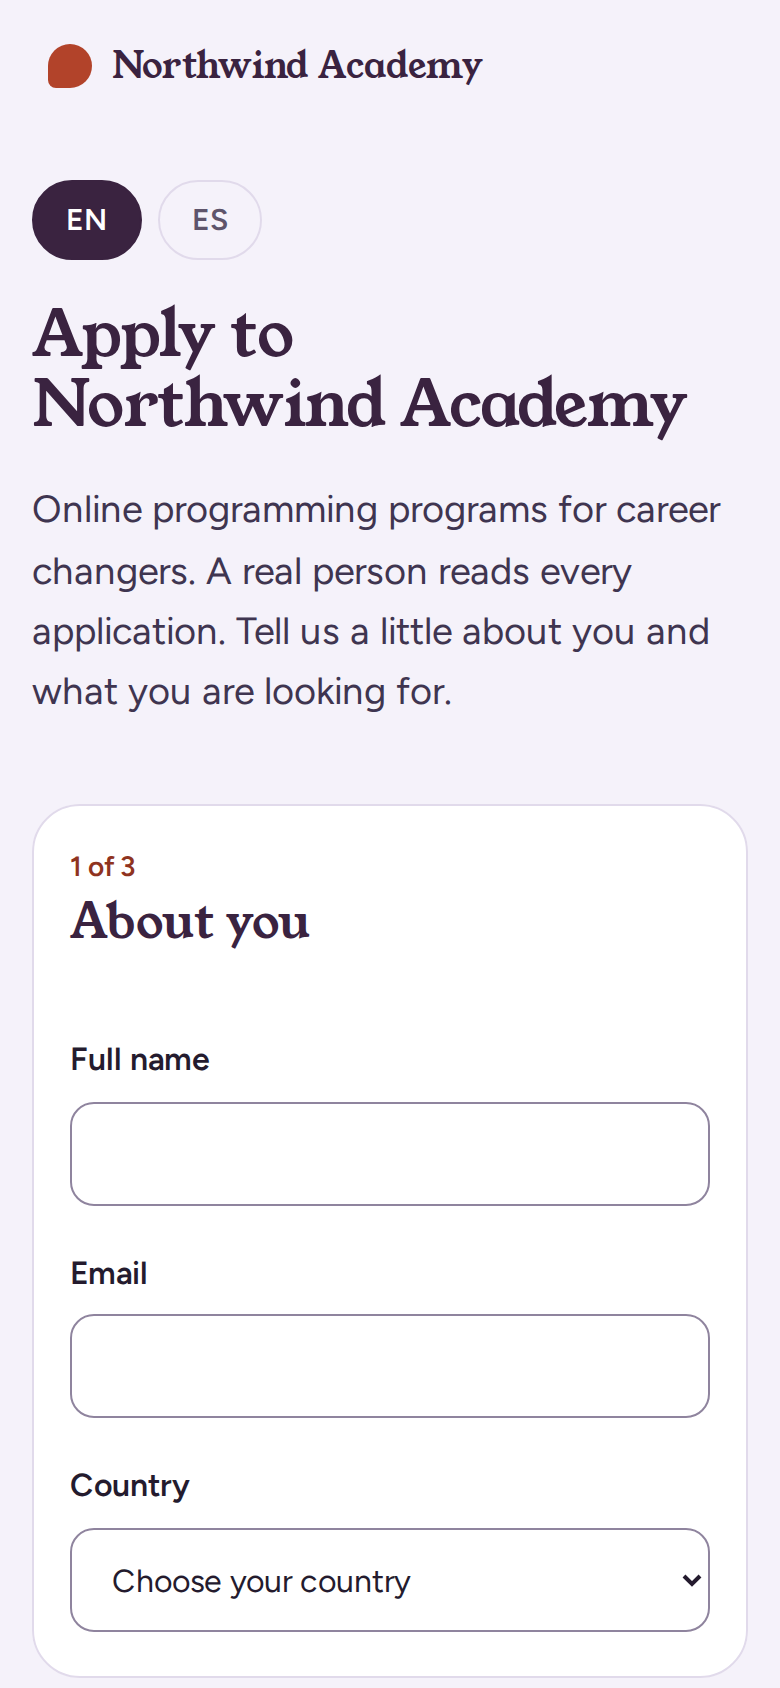 Northwind Academy
EN
ES
Apply to
Northwind Academy
Online programming programs for career
changers. A real person reads every
application. Tell us a little about you and
what you are looking for.
1 of 3
About you
Full name
Email
Country
Choose your country